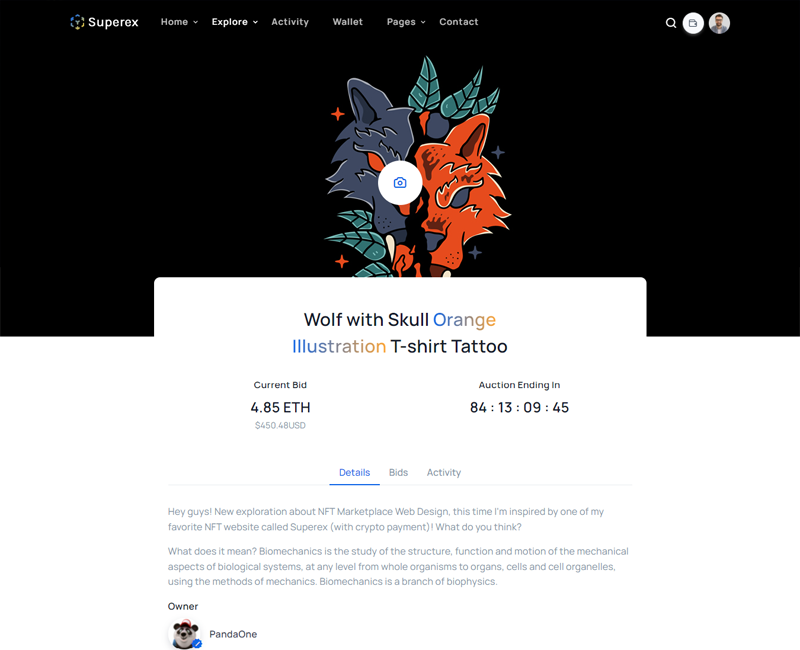 Superex Home Explore Activity Wallet Pages Contact
Wolf with Skull Orange
Illustration T-shirt Tattoo
Current Bid Auction Ending In
4.85 ETH 84 : 13 : 09 : 45
$450.48USD
Details Bids Activity
Hey guys! New exploration about NFT Marketplace Web Design, this time I'm inspired by one of my
favorite NFT website called Superex (with crypto payment)! What do you think?
What does it mean? Biomechanics is the study of the structure, function and motion of the mechanical
aspects of biological systems, at any level from whole organisms to organs, cells and cell organelles,
using the methods of mechanics. Biomechanics is a branch of biophysics.
Owner
PandaOne